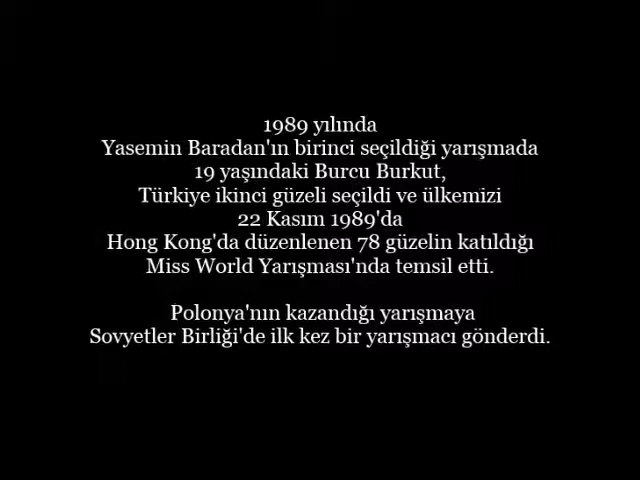 1989 yılında
Yasemin Baradan'ın birinci seçildiği yarışmada
19 yaşındaki Burcu Burkut,
Türkiye ikinci güzeli seçildi ve ülkemizi
22 Kasım 1989'da
Hong Kong'da düzenlenen 78 güzelin katıldığı
Miss World Yarışması'nda temsil etti.
Polonya'nın kazandığı yarışmaya
Sovyetler Birliği'de ilk kez bir yarışmacı gönderdi.